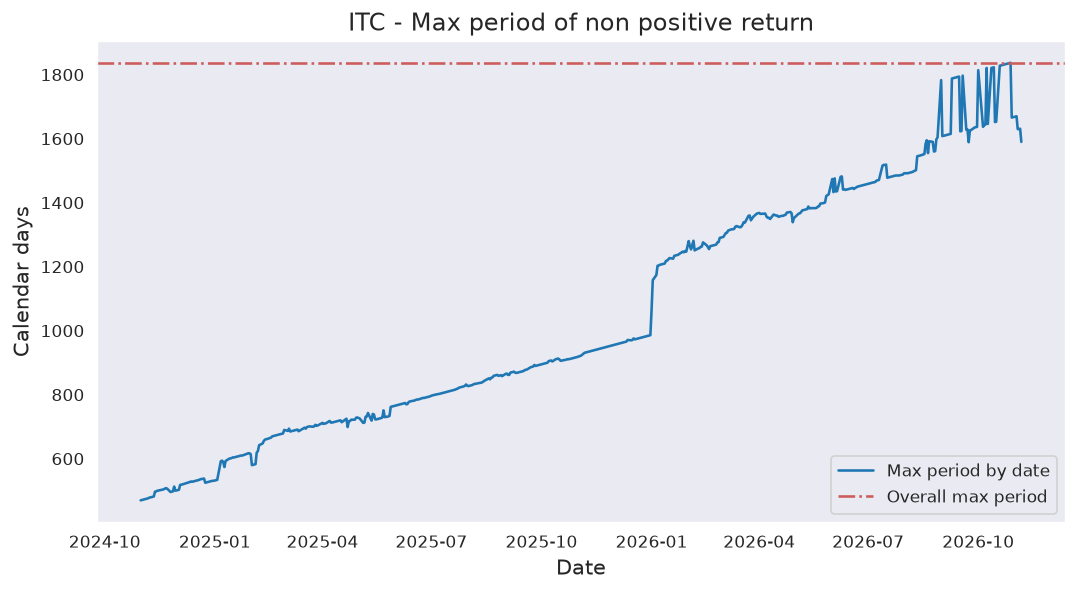 ITC - Max period of non positive return
Calendar days
1800
1600
1400
1200
1000
800
600
2024-10 2025-01 2025-04 2025-07 2025-10 2026-01 2026-04 2026-07 2026-10
Date
Max period by date
Overall max period